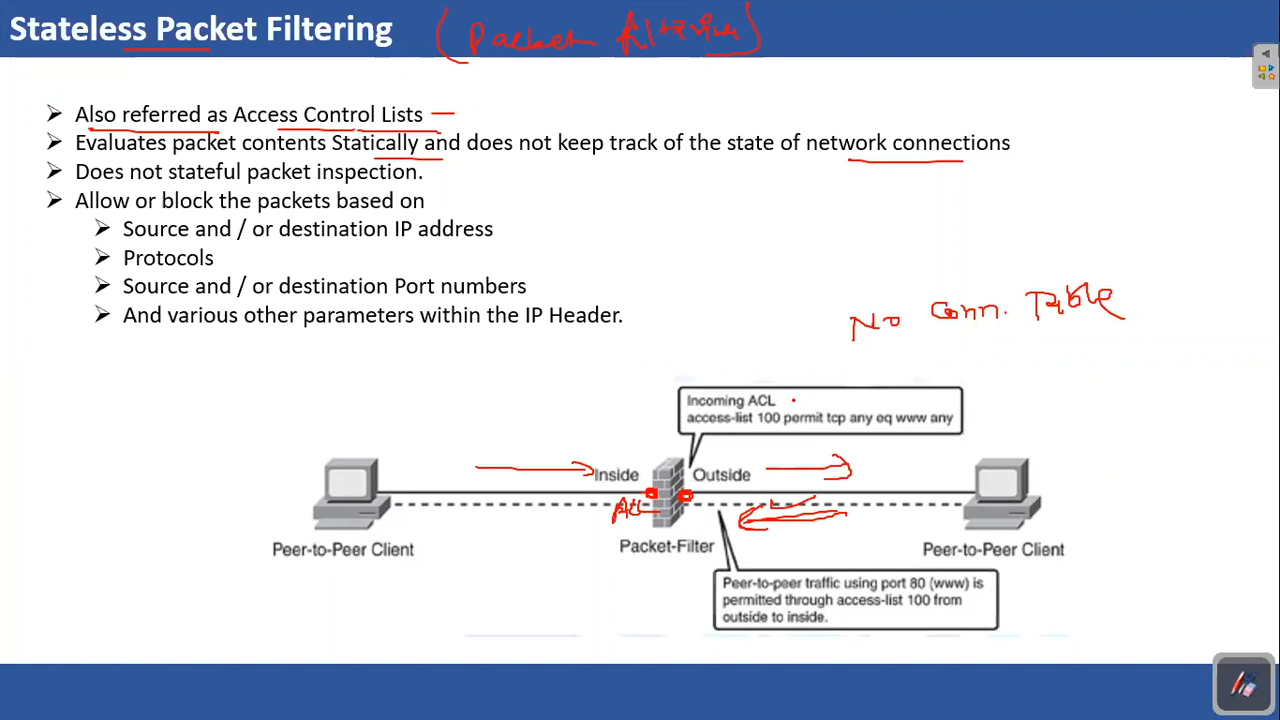 Stateless Packet Filtering (Packet filtering)
Also referred as Access Control Lists
Evaluates packet contents Statically and does not keep track of the state of network connections
Does not stateful packet inspection.
Allow or block the packets based on
Source and / or destination IP address
Protocols
Source and / or destination Port numbers
And various other parameters within the IP Header.
No Conn. Table
Incoming ACL
access-list 100 permit tcp any eq www any
Inside
Outside
ACL
Packet-Filter
Peer-to-Peer Client
Peer-to-Peer Client
Peer-to-peer traffic using port 80 (www) is
permitted through access-list 100 from
outside to inside.